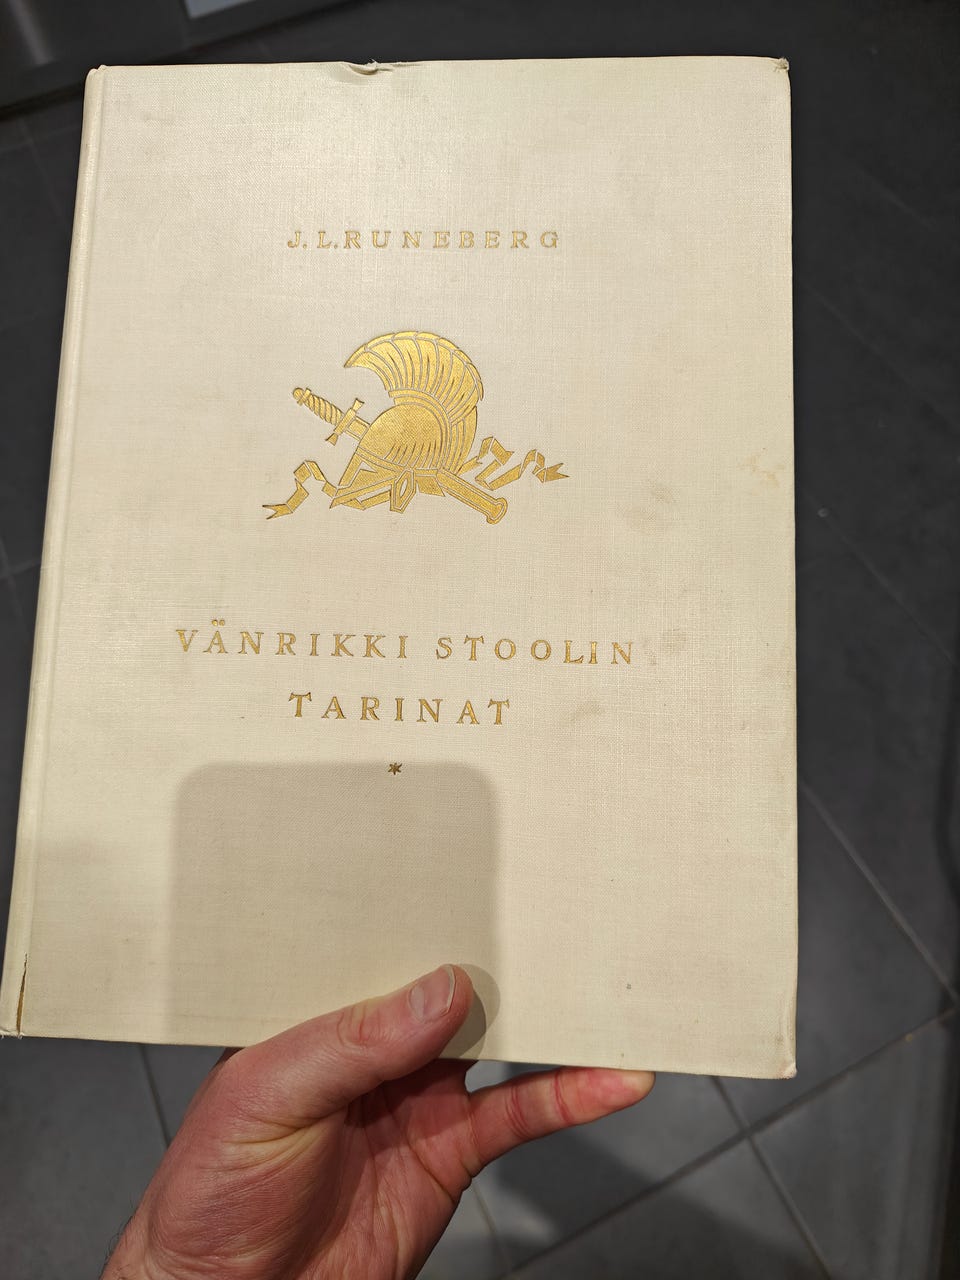 J. L. RUNEBERG
VÄNRIKKI STOOLIN
TARINAT
*